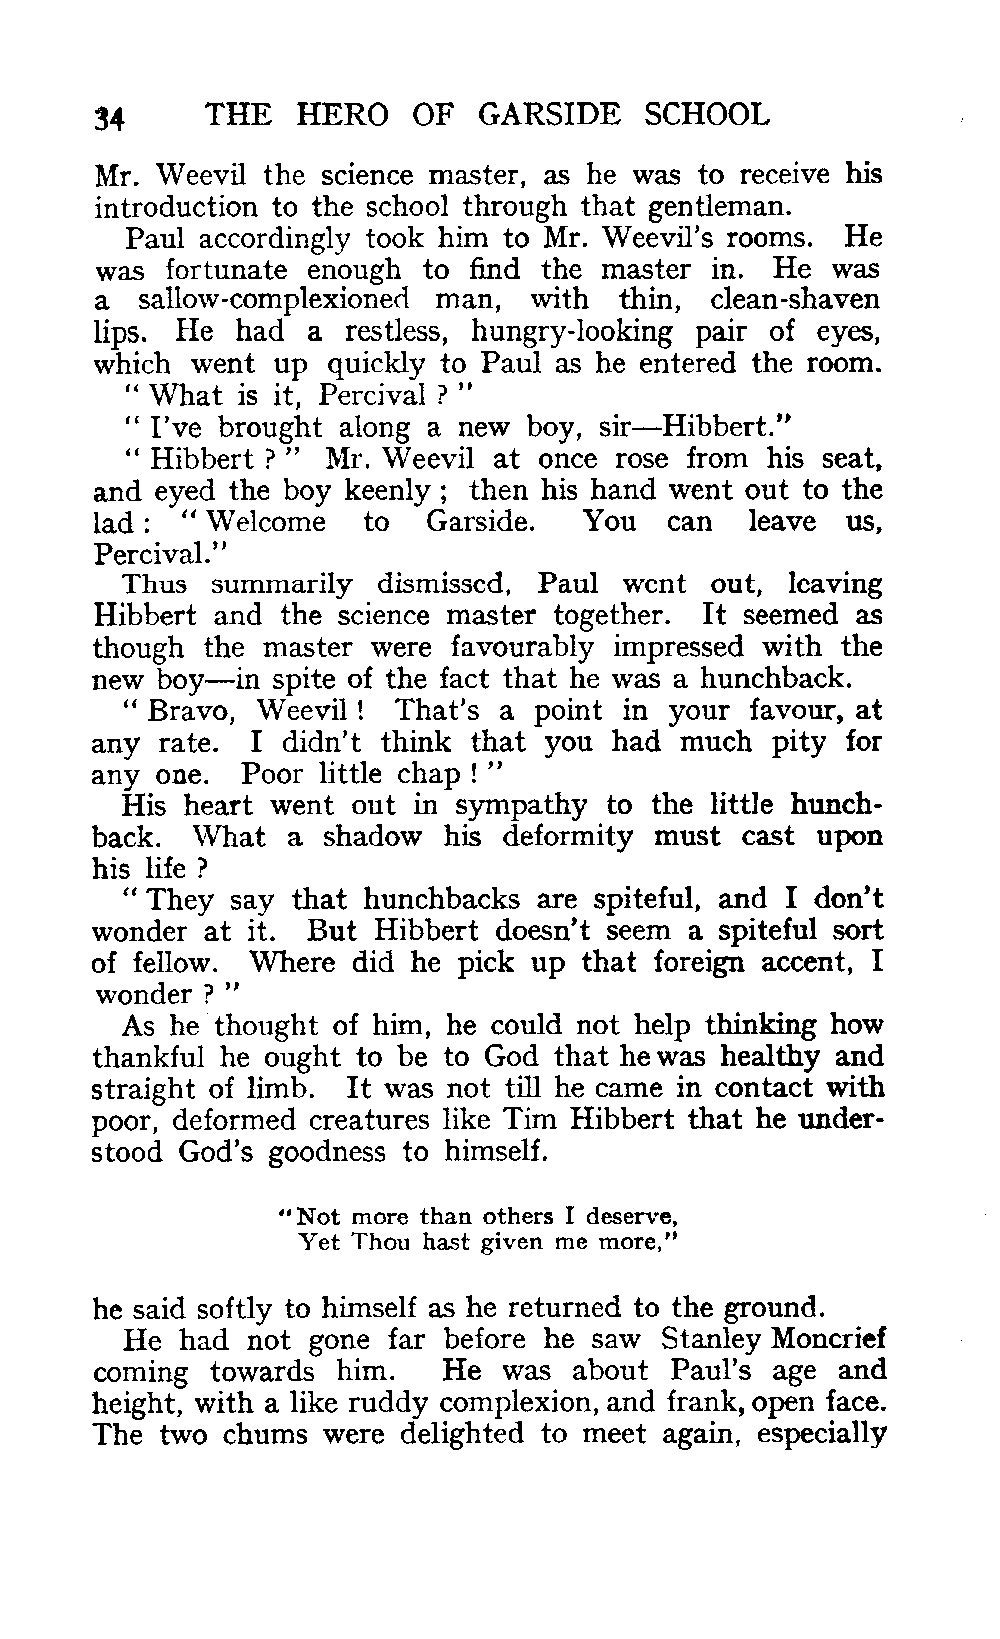 34 THE HERO OF GARSIDE SCHOOL
Mr. Weevil the science master, as he was to receive his
introduction to the school through that gentleman.
Paul accordingly took him to Mr. Weevil's rooms. He
was fortunate enough to find the master in. He was
a sallow-complexioned man, with thin, clean-shaven
lips. He had a restless, hungry-looking pair of eyes,
which went up quickly to Paul as he entered the room.
" What is it, Percival ? "
" I've brought along a new boy, sir—Hibbert."
" Hibbert ? " Mr. Weevil at once rose from his seat,
and eyed the boy keenly ; then his hand went out to the
lad : " Welcome to Garside. You can leave us,
Percival."
Thus summarily dismissed, Paul went out, leaving
Hibbert and the science master together. It seemed as
though the master were favourably impressed with the
new boy—in spite of the fact that he was a hunchback.
" Bravo, Weevil ! That's a point in your favour, at
any rate. I didn't think that you had much pity for
any one. Poor little chap ! "
His heart went out in sympathy to the little hunch-
back. What a shadow his deformity must cast upon
his life ?
" They say that hunchbacks are spiteful, and I don't
wonder at it. But Hibbert doesn't seem a spiteful sort
of fellow. Where did he pick up that foreign accent, I
wonder ? "
As he thought of him, he could not help thinking how
thankful he ought to be to God that he was healthy and
straight of limb. It was not till he came in contact with
poor, deformed creatures like Tim Hibbert that he under-
stood God's goodness to himself.
"Not more than others I deserve,
Yet Thou hast given me more,"
he said softly to himself as he returned to the ground.
He had not gone far before he saw Stanley Moncrief
coming towards him. He was about Paul's age and
height, with a like ruddy complexion, and frank, open face.
The two chums were delighted to meet again, especially